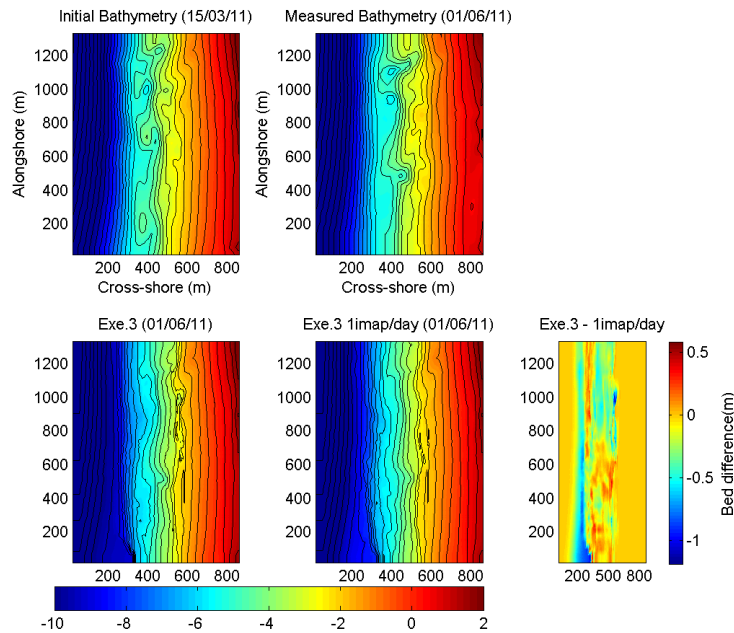 Initial Bathymetry (15/03/11)
Measured Bathymetry (01/06/11)
1200
1000
800
600
400
200
Alongshore (m)
200 400 600 800
Cross-shore (m)
1200
1000
800
600
400
200
Alongshore (m)
200 400 600 800
Cross-shore (m)
Exe.3 (01/06/11)
Exe.3 1imap/day (01/06/11)
Exe.3 - 1imap/day
1200
1000
800
600
400
200
200 400 600 800
1200
1000
800
600
400
200
200 400 600 800
1200
1000
800
600
400
200
200 500 800
0.5
0
-0.5
-1
Bed difference(m)
-10 -8 -6 -4 -2 0 2